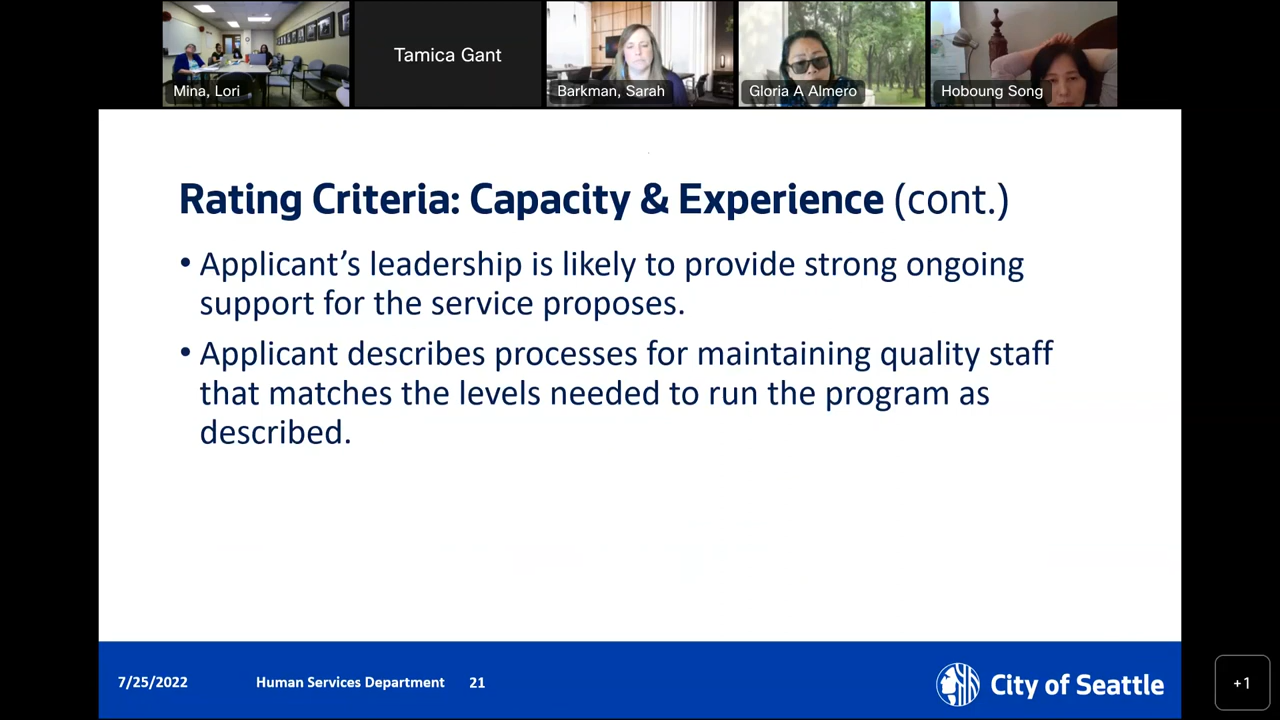 Mina, Lori
Tamica Gant
Barkman, Sarah
Gloria A Almero
Hoboung Song
Rating Criteria: Capacity & Experience (cont.)
• Applicant’s leadership is likely to provide strong ongoing
support for the service proposes.
• Applicant describes processes for maintaining quality staff
that matches the levels needed to run the program as
described.
7/25/2022
Human Services Department
21
City of Seattle
+1